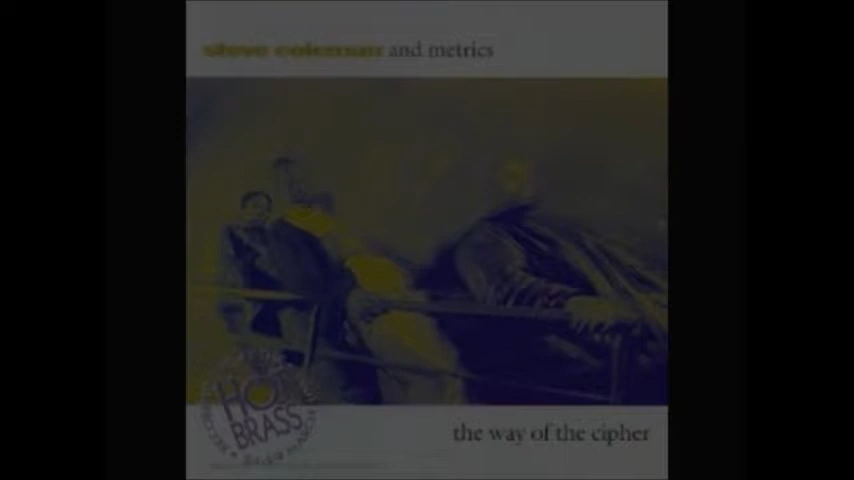 steve coleman and metrics
HOT
BRASS
the way of the cipher